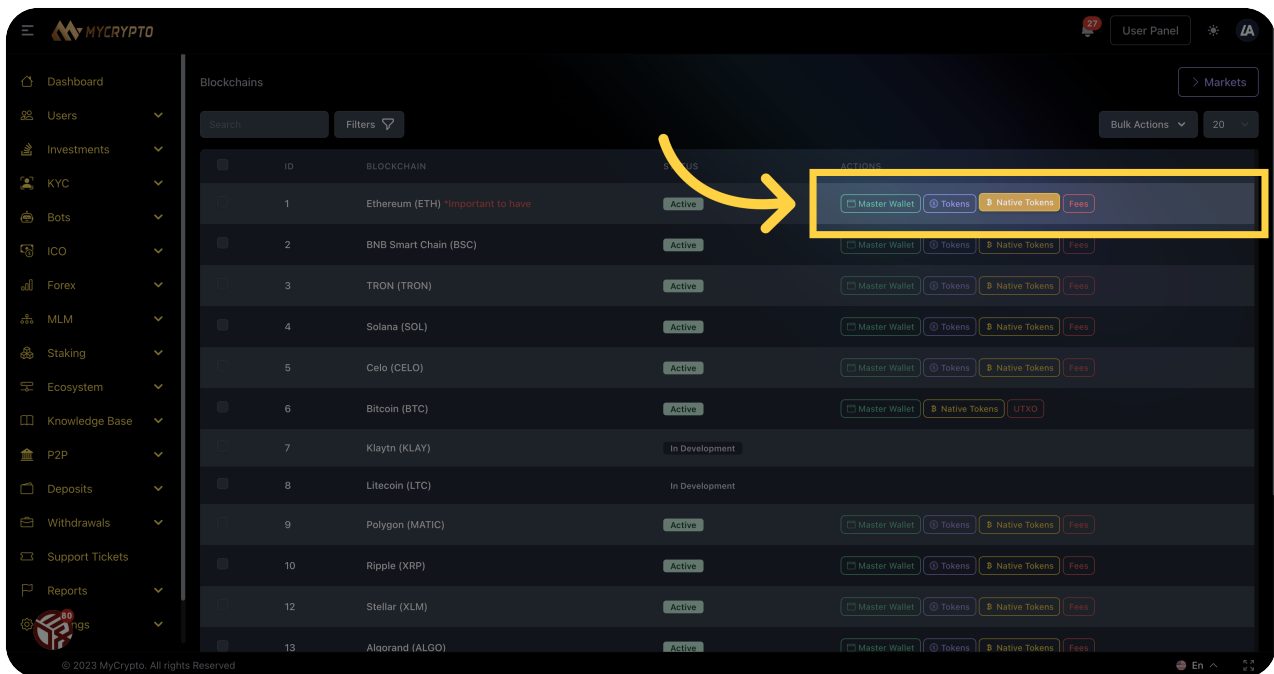 MYCRYPTO
27
User Panel
Dashboard
Users
Investments
KYC
Bots
ICO
Forex
MLM
Staking
Ecosystem
Knowledge Base
P2P
Deposits
Withdrawals
Support Tickets
Reports
80
ngs
Blockchains
Markets
Search
Filters
Bulk Actions
20
ID BLOCKCHAIN S US ACTIONS
1 Ethereum (ETH) *Important to have Active Master Wallet Tokens Native Tokens Fees
2 BNB Smart Chain (BSC) Active Master Wallet Tokens Native Tokens Fees
3 TRON (TRON) Active Master Wallet Tokens Native Tokens Fees
4 Solana (SOL) Active Master Wallet Tokens Native Tokens Fees
5 Celo (CELO) Active Master Wallet Tokens Native Tokens Fees
6 Bitcoin (BTC) Active Master Wallet Native Tokens UTXO
7 Klaytn (KLAY) In Development
8 Litecoin (LTC) In Development
9 Polygon (MATIC) Active Master Wallet Tokens Native Tokens Fees
10 Ripple (XRP) Active Master Wallet Tokens Native Tokens Fees
12 Stellar (XLM) Active Master Wallet Tokens Native Tokens Fees
13 Algorand (ALGO) Active Master Wallet Tokens Native Tokens Fees
© 2023 MyCrypto. All rights Reserved
En